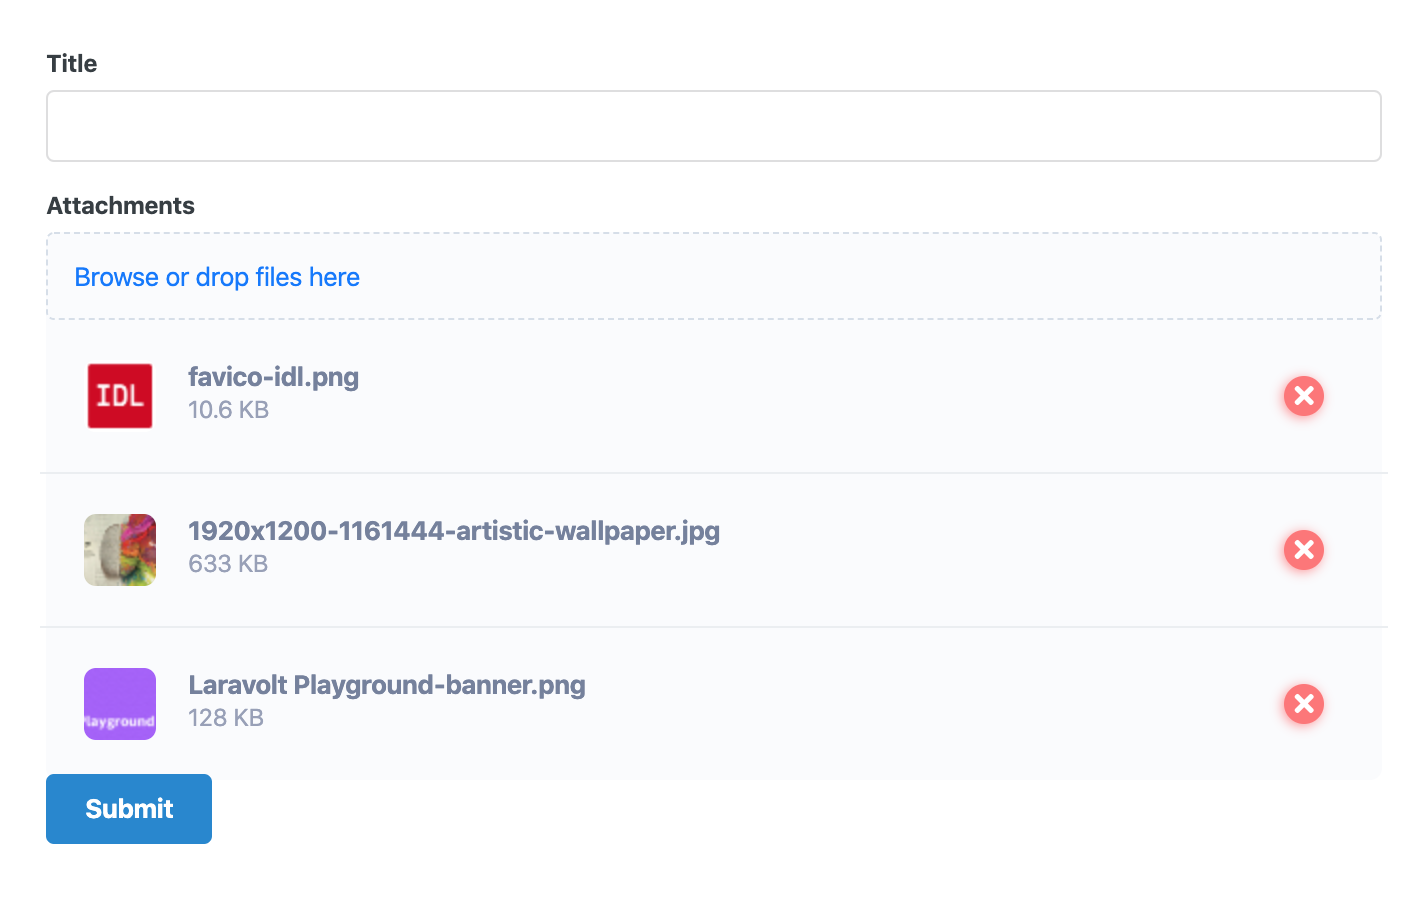 Title
Attachments
Browse or drop files here
IDL
favico-idl.png
10.6 KB
1920x1200-1161444-artistic-wallpaper.jpg
633 KB
Playground
Laravolt Playground-banner.png
128 KB
Submit